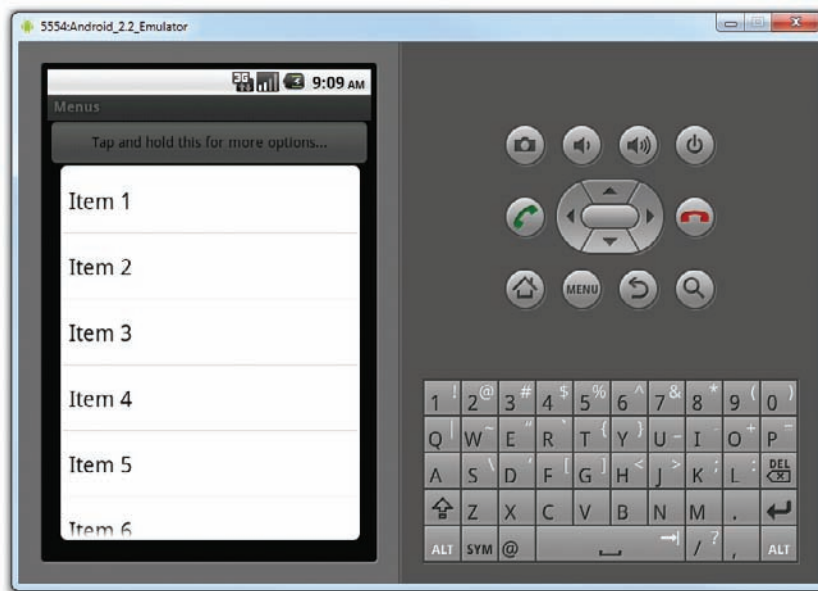 5554:Android_2.2_Emulator
3G 9:09 AM
Menus
Tap and hold this for more options...
Item 1
Item 2
Item 3
Item 4
Item 5
Item 6
MENU
1 ! 2 @ 3 # 4 $ 5 % 6 ^ 7 & 8 * 9 ( 0 )
Q | W ~ E " R ` T { Y } U _ I - O + P =
A S \ D ' F [ G ] H < J > K ; L : DEL
Z X C V B N M .
ALT SYM @ / ? , ALT